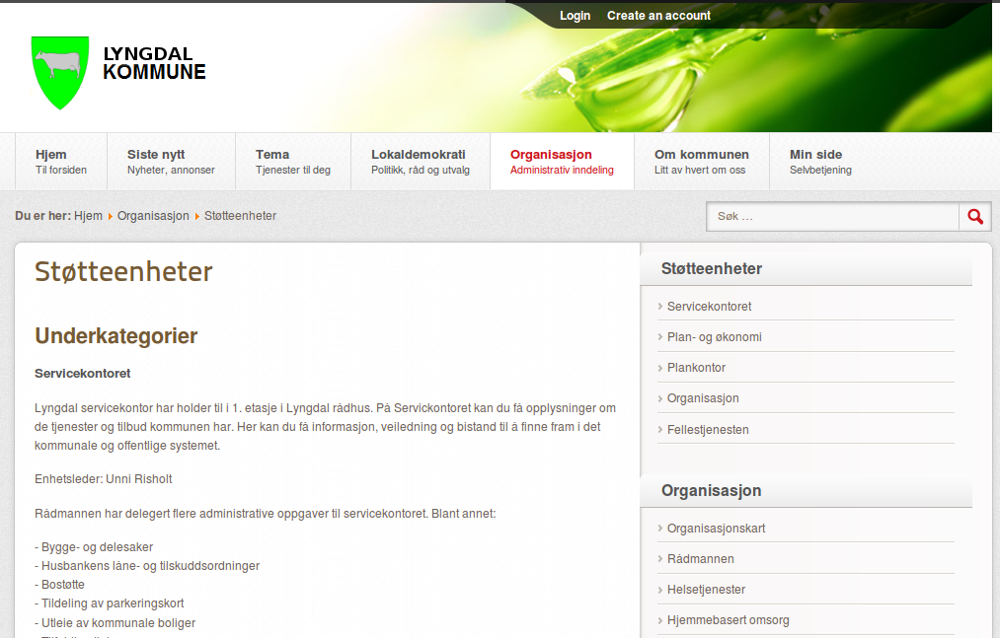 Login Create an account
LYNGDAL
KOMMUNE
Hjem
Til forsiden
Siste nytt
Nyheter, annonser
Tema
Tjenester til deg
Lokaldemokrati
Politikk, råd og utvalg
Organisasjon
Administrativ inndeling
Om kommunen
Litt av hvert om oss
Min side
Selvbetjening
Du er her: Hjem Organisasjon Støtteenheter
Søk ...
Støtteenheter
Underkategorier
Servicekontoret
Lyngdal servicekontor har holder til i 1. etasje i Lyngdal rådhus. På Servickontoret kan du få opplysninger om
de tjenester og tilbud kommunen har. Her kan du få informasjon, veiledning og bistand til å finne fram i det
kommunale og offentlige systemet.
Enhetsleder: Unni Risholt
Rådmannen har delegert flere administrative oppgaver til servicekontoret. Blant annet:
- Bygge- og delesaker
- Husbankens låne- og tilskuddsordninger
- Bostøtte
- Tildeling av parkeringskort
- Utleie av kommunale boliger
Støtteenheter
Servicekontoret
Plan- og økonomi
Plankontor
Organisasjon
Fellestjenesten
Organisasjon
Organisasjonskart
Rådmannen
Helsetjenester
Hjemmebasert omsorg